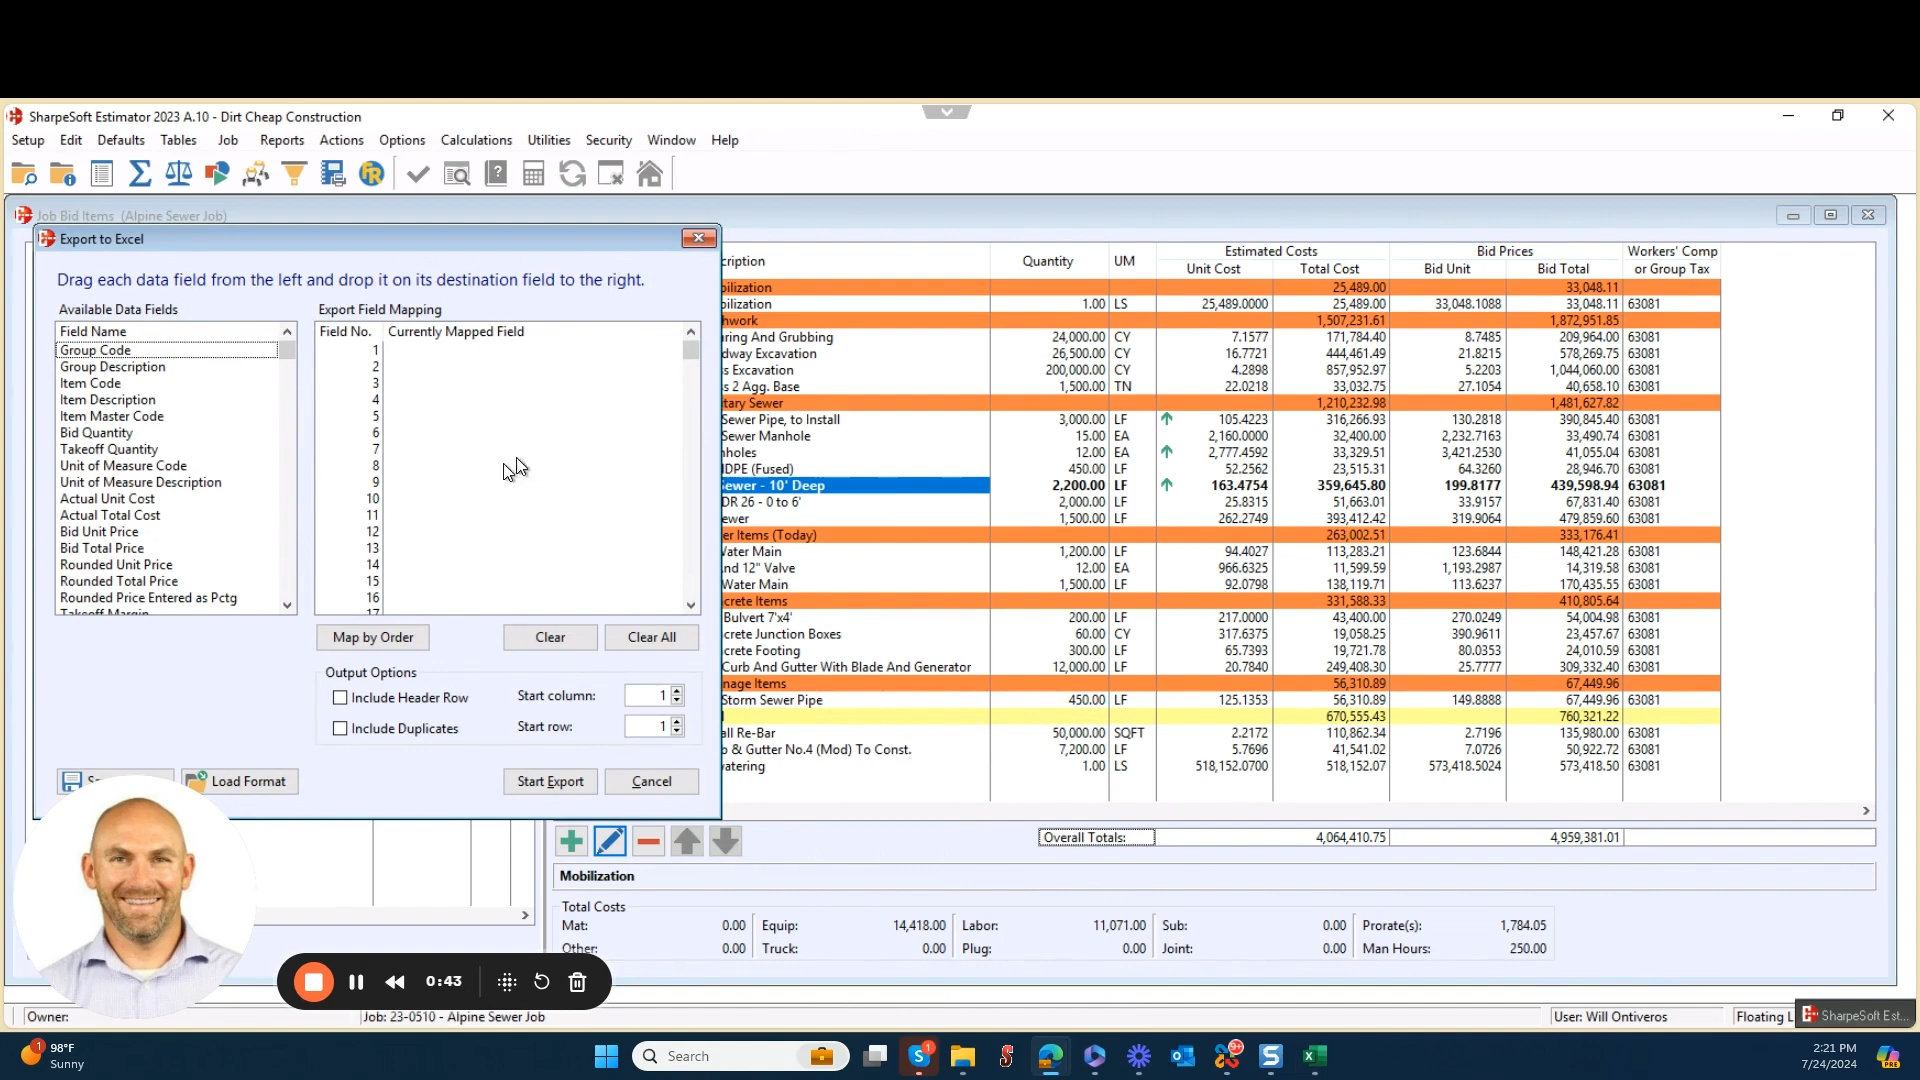 SharpeSoft Estimator 2023 A.10 - Dirt Cheap Construction
Setup Edit Defaults Tables Job Reports Actions Options Calculations Utilities Security Window Help
Job Bid Items (Alpine Sewer Job)
Export to Excel
Drag each data field from the left and drop it on its destination field to the right.
Available Data Fields
Field Name
Group Code
Group Description
Item Code
Item Description
Item Master Code
Bid Quantity
Takeoff Quantity
Unit of Measure Code
Unit of Measure Description
Actual Unit Cost
Actual Total Cost
Bid Unit Price
Bid Total Price
Rounded Unit Price
Rounded Total Price
Rounded Price Entered as Pctg
Takeoff Margin
Export Field Mapping
Field No. Currently Mapped Field
1
2
3
4
5
6
7
8
9
10
11
12
13
14
15
16
17
Map by Order Clear Clear All
Output Options
Include Header Row Start column: 1
Include Duplicates Start row: 1
Load Format Start Export Cancel
cription Quantity UM Estimated Costs Bid Prices Workers' Comp
Unit Cost Total Cost Bid Unit Bid Total or Group Tax
bilization 25,489.00 33,048.11
bilization 1.00 LS 25,489.0000 25,489.00 33,048.1088 33,048.11 63081
hwork 1,507,231.61 1,872,951.85
ring And Grubbing 24,000.00 CY 7.1577 171,784.40 8.7485 209,964.00 63081
dway Excavation 26,500.00 CY 16.7721 444,461.49 21.8215 578,269.75 63081
s Excavation 200,000.00 CY 4.2898 857,952.97 5.2203 1,044,060.00 63081
s 2 Agg. Base 1,500.00 TN 22.0218 33,032.75 27.1054 40,658.10 63081
tary Sewer 1,210,232.98 1,481,627.82
Sewer Pipe, to Install 3,000.00 LF 105.4223 316,266.93 130.2818 390,845.40 63081
Sewer Manhole 15.00 EA 2,160.0000 32,400.00 2,232.7163 33,490.74 63081
holes 12.00 EA 2,777.4592 33,329.51 3,421.2530 41,055.04 63081
DPE (Fused) 450.00 LF 52.2562 23,515.31 64.3260 28,946.70 63081
ewer - 10' Deep 2,200.00 LF 163.4754 359,645.80 199.8177 439,598.94 63081
DR 26 - 0 to 6' 2,000.00 LF 25.8315 51,663.01 33.9157 67,831.40 63081
ewer 1,500.00 LF 262.2749 393,412.42 319.9064 479,859.60 63081
er Items (Today) 263,002.51 333,176.41
Vater Main 1,200.00 LF 94.4027 113,283.21 123.6844 148,421.28 63081
nd 12" Valve 12.00 EA 966.6325 11,599.59 1,193.2987 14,319.58 63081
Water Main 1,500.00 LF 92.0798 138,119.71 113.6237 170,435.55 63081
crete Items 331,588.33 410,805.64
Bulvert 7'x4' 200.00 LF 217.0000 43,400.00 270.0249 54,004.98 63081
crete Junction Boxes 60.00 CY 317.6375 19,058.25 390.9611 23,457.67 63081
crete Footing 300.00 LF 65.7393 19,721.78 80.0353 24,010.59 63081
Curb And Gutter With Blade And Generator 12,000.00 LF 20.7840 249,408.30 25.7777 309,332.40 63081
nage Items 56,310.89 67,449.96
Storm Sewer Pipe 450.00 LF 125.1353 56,310.89 149.8888 67,449.96 63081
670,555.43 760,321.22
all Re-Bar 50,000.00 SQFT 2.2172 110,862.34 2.7196 135,980.00 63081
b & Gutter No.4 (Mod) To Const. 7,200.00 LF 5.7696 41,541.02 7.0726 50,922.72 63081
vatering 1.00 LS 518,152.0700 518,152.07 573,418.5024 573,418.50 63081
Overall Totals: 4,064,410.75 4,959,381.01
Mobilization
Total Costs
Mat: 0.00 Equip: 14,418.00 Labor: 11,071.00 Sub: 0.00 Prorate(s): 1,784.05
Other: 0.00 Truck: 0.00 Plug: 0.00 Joint: 0.00 Man Hours: 250.00
0:43
Owner: Job: 23-0510 - Alpine Sewer Job User: Will Ontiveros Floating L SharpeSoft Est...
1 98°F
Sunny
Search
1
9+
2:21 PM
7/24/2024
PRE